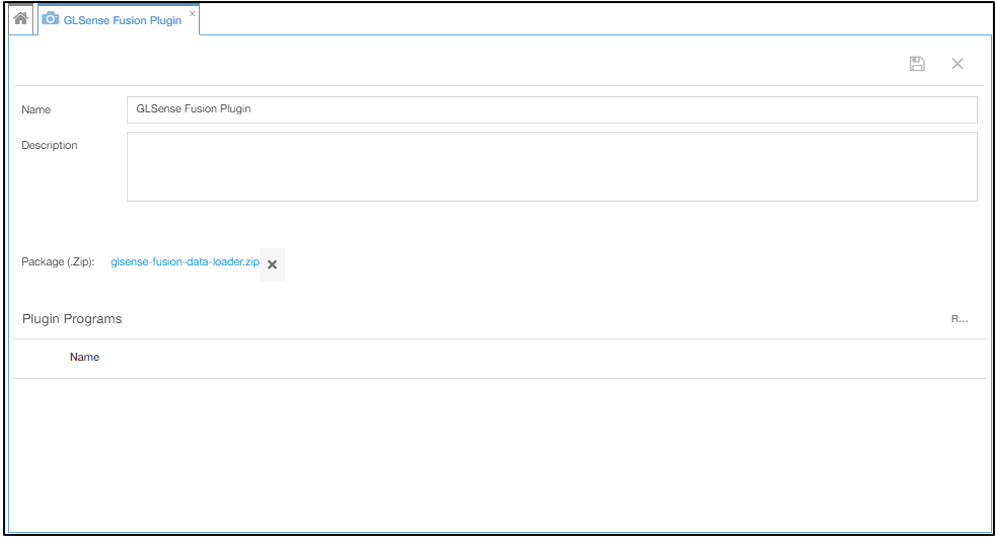 GLSense Fusion Plugin
Name
GLSense Fusion Plugin
Description
Package (.Zip): glsense-fusion-data-loader.zip
Plugin Programs
R...
Name